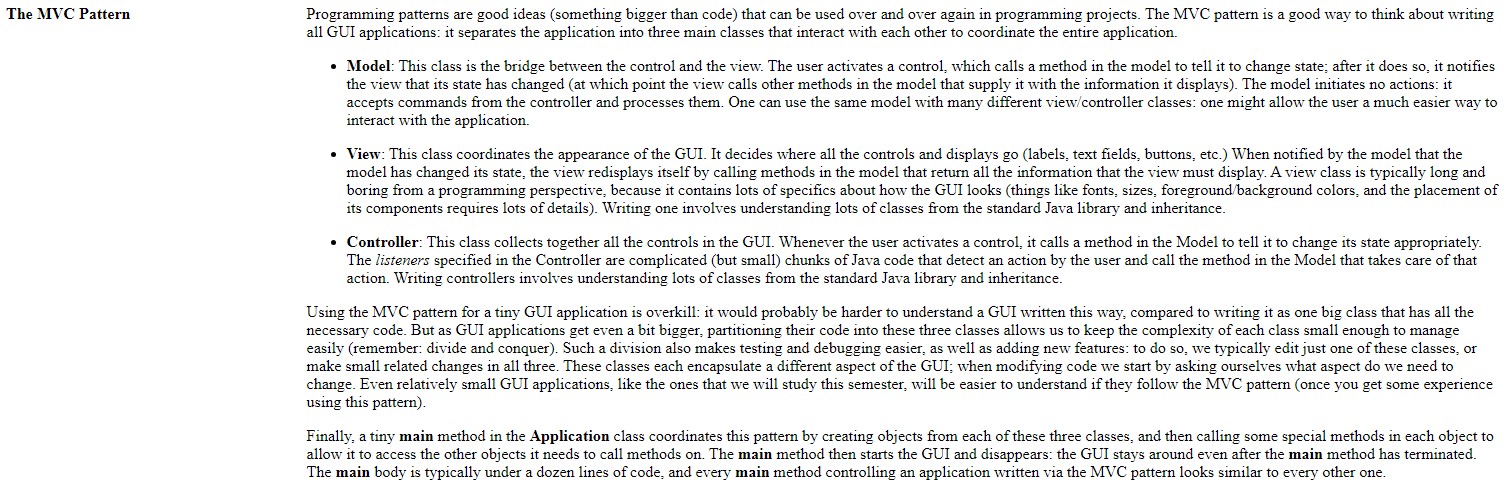 The MVC Pattern
Programming patterns are good ideas (something bigger than code) that can be used over and over again in programming projects. The MVC pattern is a good way to think about writing
all GUI applications: it separates the application into three main classes that interact with each other to coordinate the entire application.
• Model: This class is the bridge between the control and the view. The user activates a control, which calls a method in the model to tell it to change state; after it does so, it notifies
the view that its state has changed (at which point the view calls other methods in the model that supply it with the information it displays). The model initiates no actions: it
accepts commands from the controller and processes them. One can use the same model with many different view/controller classes: one might allow the user a much easier way to
interact with the application.
• View: This class coordinates the appearance of the GUI. It decides where all the controls and displays go (labels, text fields, buttons, etc.) When notified by the model that the
model has changed its state, the view redisplays itself by calling methods in the model that return all the information that the view must display. A view class is typically long and
boring from a programming perspective, because it contains lots of specifics about how the GUI looks (things like fonts, sizes, foreground/background colors, and the placement of
its components requires lots of details). Writing one involves understanding lots of classes from the standard Java library and inheritance.
• Controller: This class collects together all the controls in the GUI. Whenever the user activates a control, it calls a method in the Model to tell it to change its state appropriately.
The listeners specified in the Controller are complicated (but small) chunks of Java code that detect an action by the user and call the method in the Model that takes care of that
action. Writing controllers involves understanding lots of classes from the standard Java library and inheritance.
Using the MVC pattern for a tiny GUI application is overkill: it would probably be harder to understand a GUI written this way, compared to writing it as one big class that has all the
necessary code. But as GUI applications get even a bit bigger, partitioning their code into these three classes allows us to keep the complexity of each class small enough to manage
easily (remember: divide and conquer). Such a division also makes testing and debugging easier, as well as adding new features: to do so, we typically edit just one of these classes, or
make small related changes in all three. These classes each encapsulate a different aspect of the GUI; when modifying code we start by asking ourselves what aspect do we need to
change. Even relatively small GUI applications, like the ones that we will study this semester, will be easier to understand if they follow the MVC pattern (once you get some experience
using this pattern).
Finally, a tiny main method in the Application class coordinates this pattern by creating objects from each of these three classes, and then calling some special methods in each object to
allow it to access the other objects it needs to call methods on. The main method then starts the GUI and disappears: the GUI stays around even after the main method has terminated.
The main body is typically under a dozen lines of code, and every main method controlling an application written via the MVC pattern looks similar to every other one.